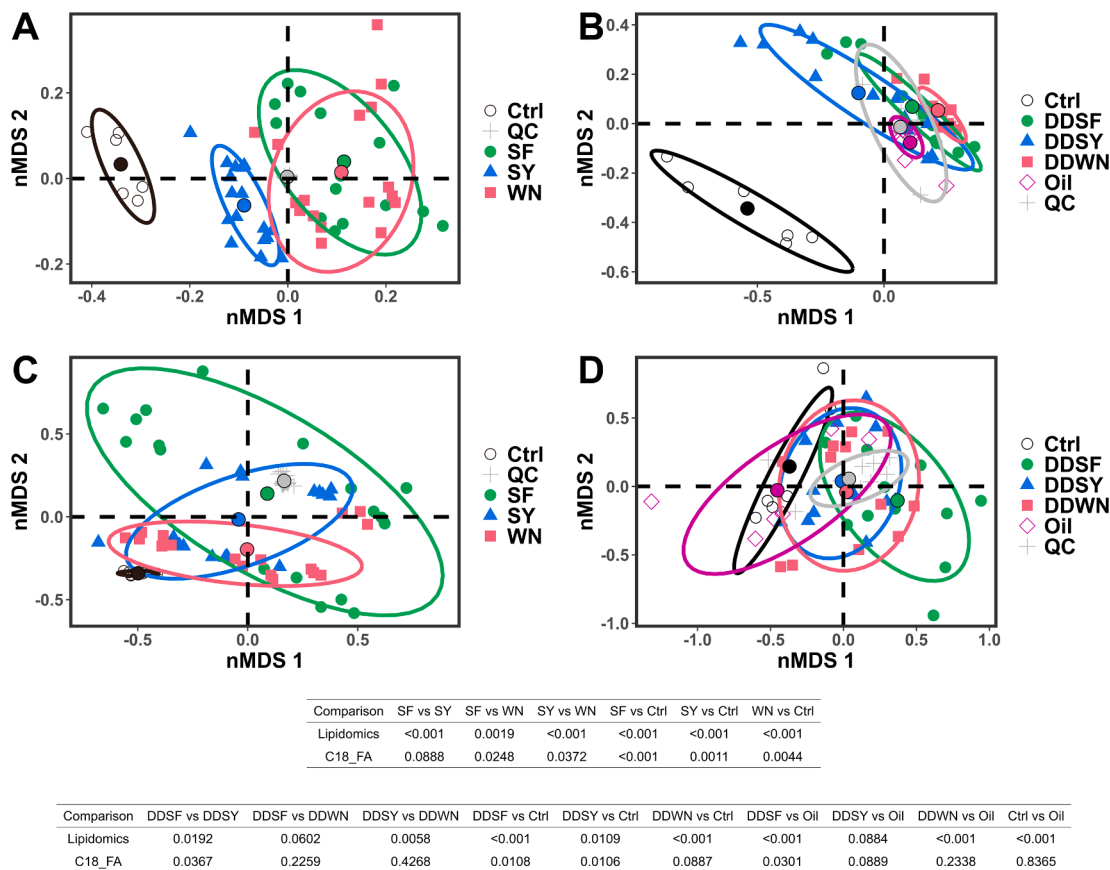 A
B
nMDS 2
0.2
0.0
-0.2
-0.4
-0.2
0.0
0.2
nMDS 1
Ctrl
QC
SF
SY
WN
nMDS 2
0.4
0.2
0.0
-0.2
-0.4
-0.6
-0.5
0.0
nMDS 1
Ctrl
DDSF
DDSY
DDWN
Oil
QC
C
D
nMDS 2
0.5
0.0
-0.5
-0.5
0.0
0.5
nMDS 1
Ctrl
QC
SF
SY
WN
nMDS 2
0.5
0.0
-0.5
-1.0
-1.0
-0.5
0.0
0.5
1.0
nMDS 1
Ctrl
DDSF
DDSY
DDWN
Oil
QC
Comparison SF vs SY SF vs WN SY vs WN SF vs Ctrl SY vs Ctrl WN vs Ctrl
Lipidomics <0.001 0.0019 <0.001 <0.001 <0.001 <0.001
C18_FA 0.0888 0.0248 0.0372 <0.001 0.0011 0.0044
Comparison DDSF vs DDSY DDSF vs DDWN DDSY vs DDWN DDSF vs Ctrl DDSY vs Ctrl DDWN vs Ctrl DDSF vs Oil DDSY vs Oil DDWN vs Oil Ctrl vs Oil
Lipidomics 0.0192 0.0602 0.0058 <0.001 0.0109 <0.001 <0.001 0.0884 <0.001 <0.001
C18_FA 0.0367 0.2259 0.4268 0.0108 0.0106 0.0887 0.0301 0.0889 0.2338 0.8365